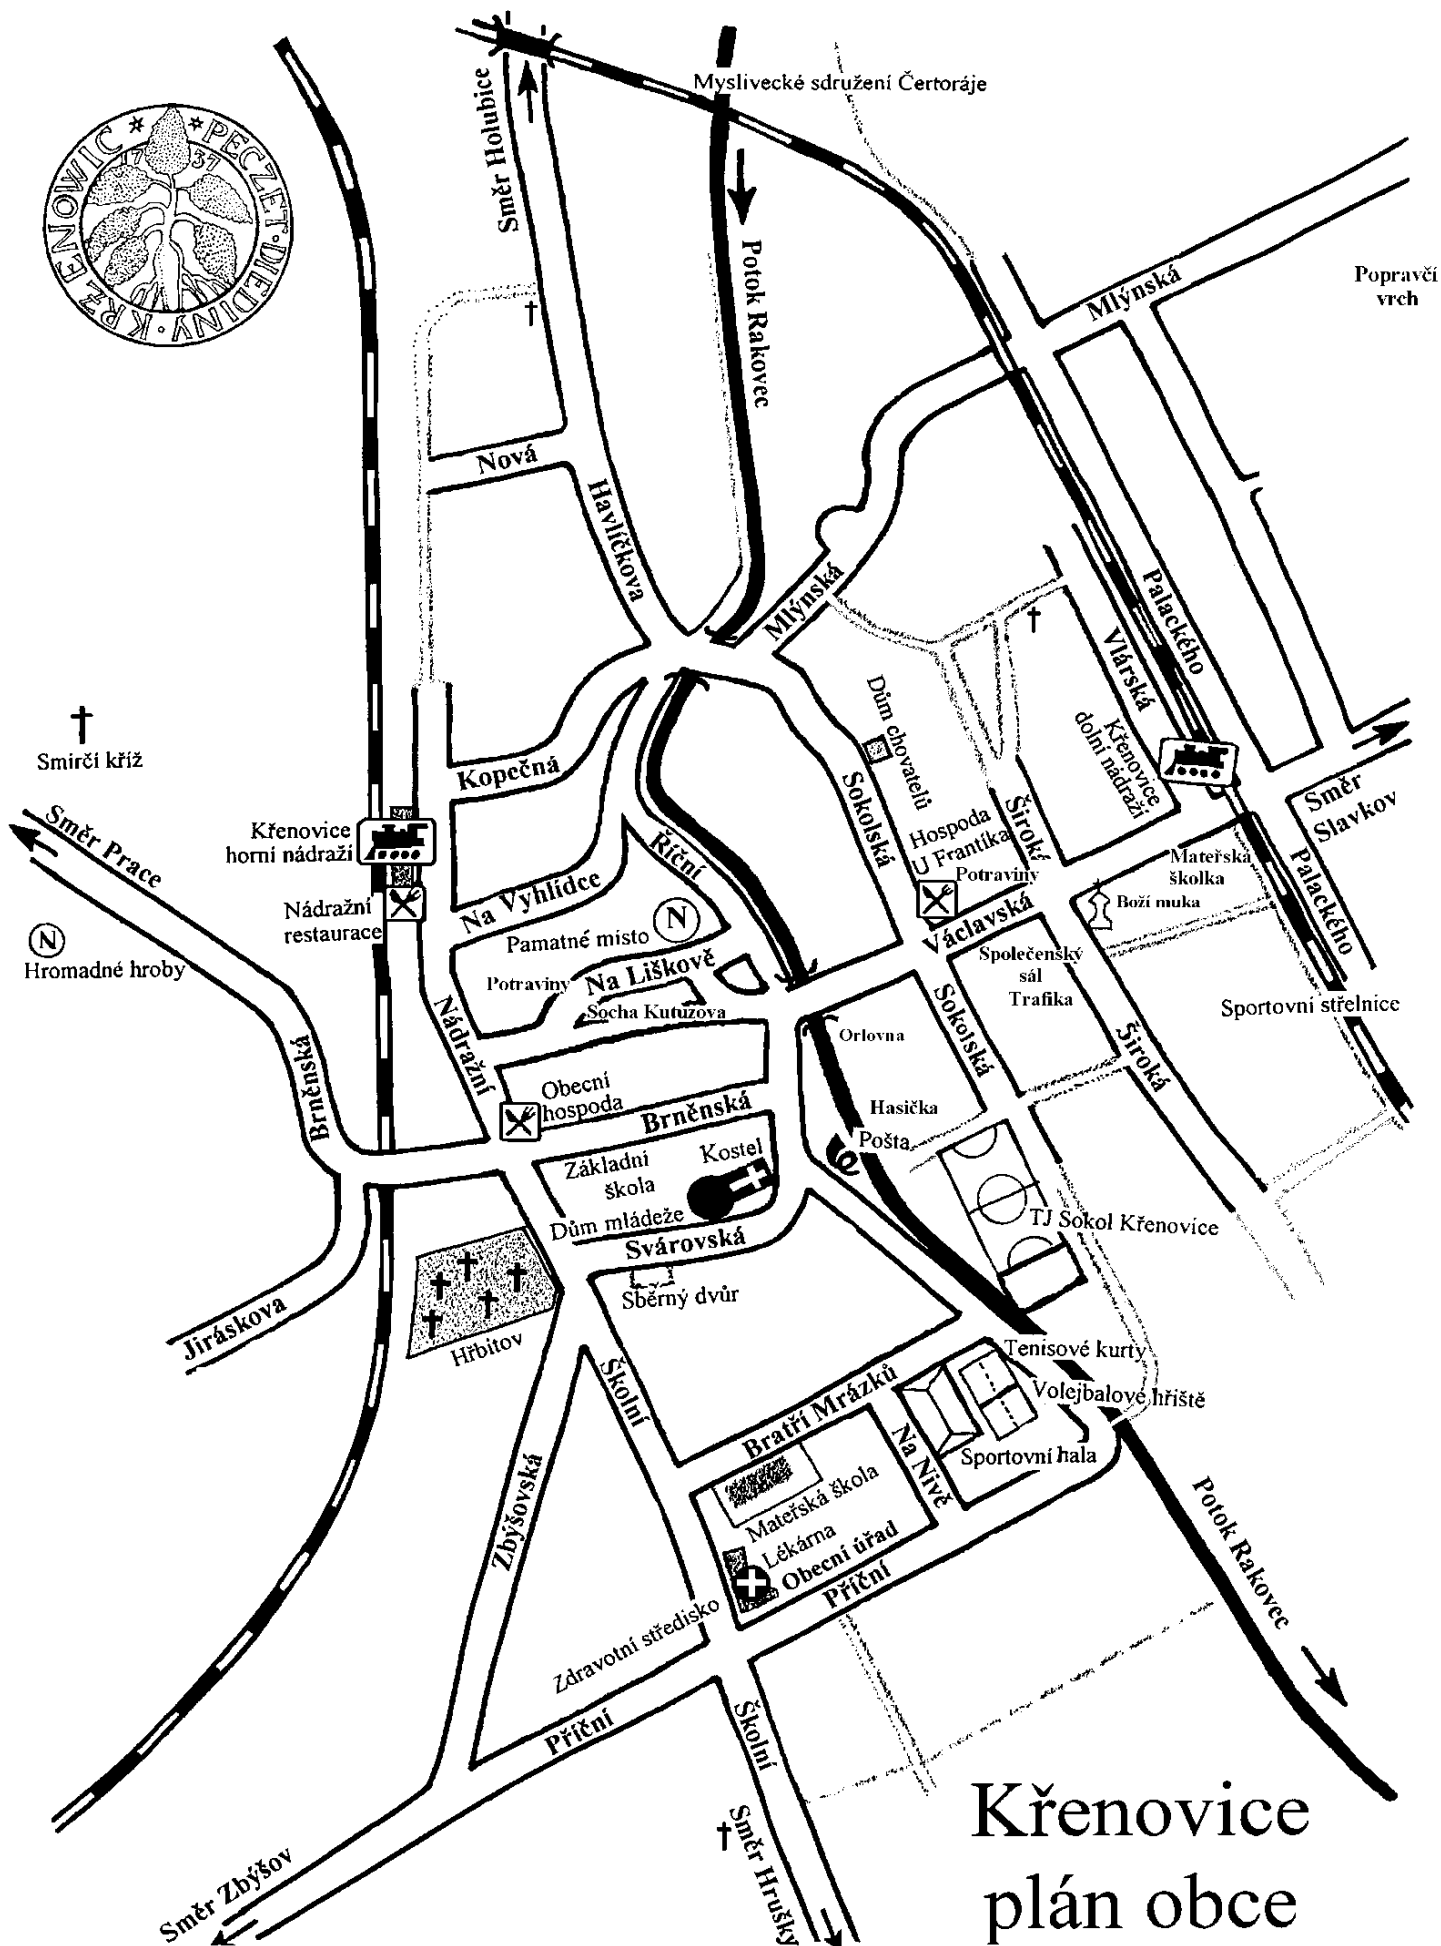 Myslivecké sdružení Čertoráje
KRZENOWIC ✶ ✶ PECZET · DIEDINY ·
17 37
Směr Holubice
Potok Rakovec
Mlýnská
Popravčí
vrch
Nová
Havlíčkova
Mlýnská
Palackého
Vlárská
Dům chovatelů
Křenovice
dolní nádraží
Smírčí kříž
Kopečná
Sokolská
Široká
Směr
Slavkov
Směr Prace
Křenovice
horní nádraží
Říční
Hospoda
U Frantíka
Potraviny
Mateřská
školka
Boží muka
Palackého
Nádražní
restaurace
Na Vyhlídce
Václavská
N
Hromadné hroby
Památné místo
N
Potraviny
Na Liškově
Socha Kutuzova
Společenský
sál
Trafika
Sportovní střelnice
Nádražní
Orlovna
Sokolská
Široká
Brněnská
Obecní
hospoda
Brněnská
Hasička
Pošta
Základní
škola
Kostel
Dům mládeže
Svárovská
TJ Sokol Křenovice
Sběrný dvůr
Jiráskova
Hřbitov
Tenisové kurty
Školní
Volejbalové hřiště
Bratří Mrázků
Na Nivě
Sportovní hala
Zbýšovská
Mateřská škola
Lékárna
Obecní úřad
Potok Rakovec
Příční
Zdravotní středisko
Příční
Školní
Směr Zbýšov
Směr Hrušky
Křenovice
plán obce